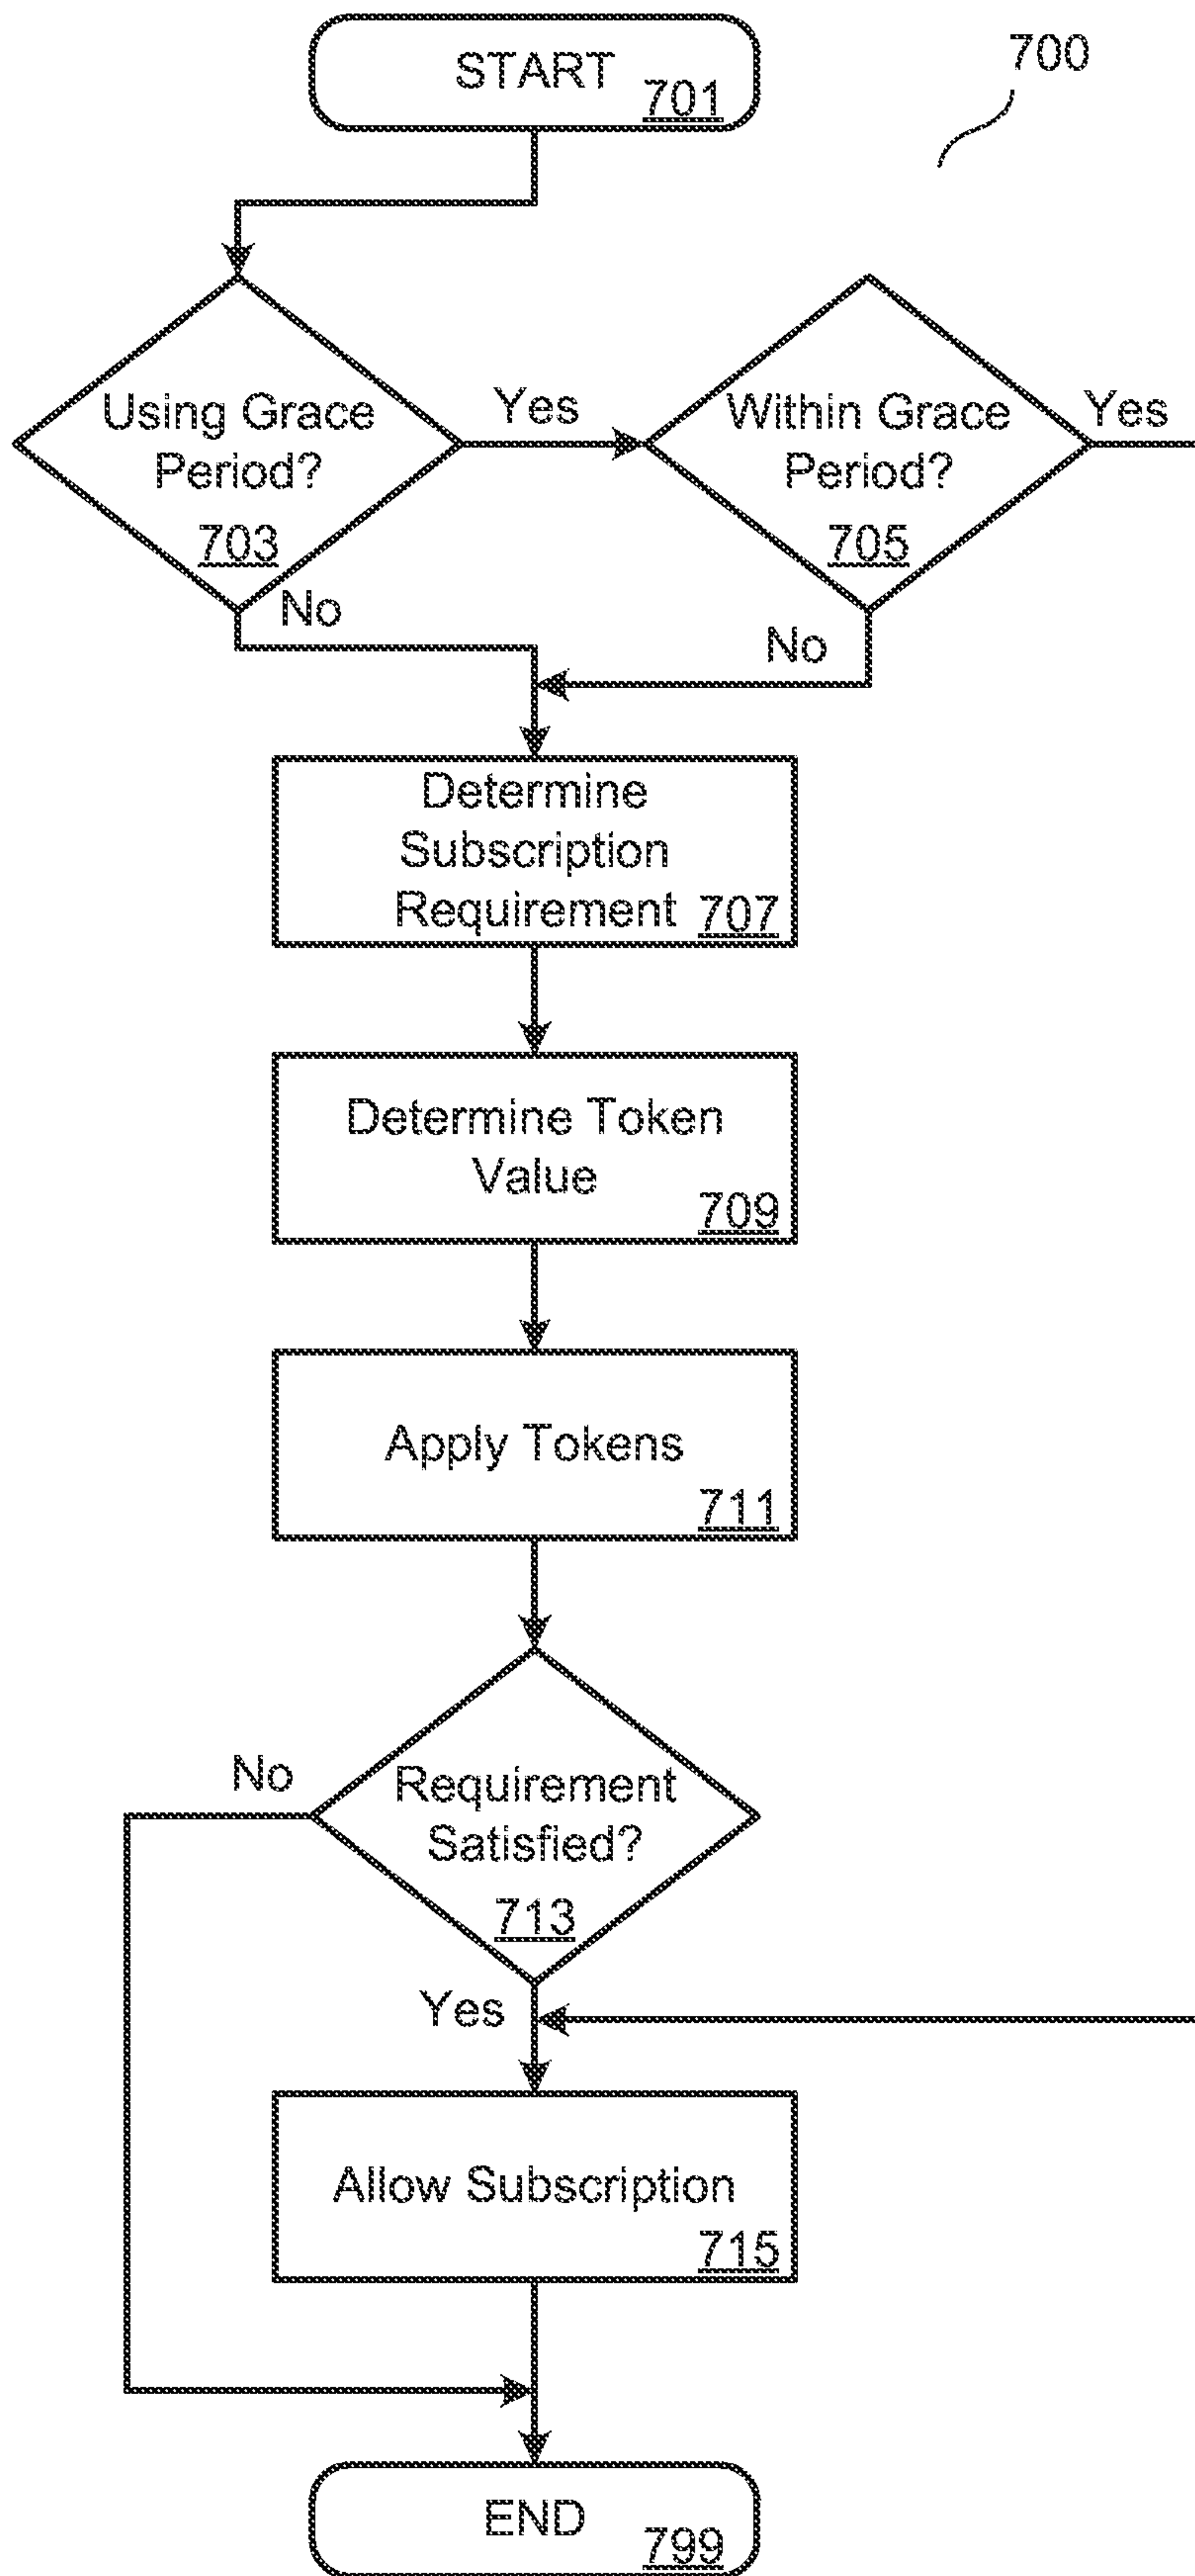 START
701
700
Using Grace
Period?
703
Yes
Within Grace
Period?
705
Yes
No
No
Determine
Subscription
Requirement 707
Determine Token
Value
709
Apply Tokens
711
No
Requirement
Satisfied?
713
Yes
Allow Subscription
715
END
799